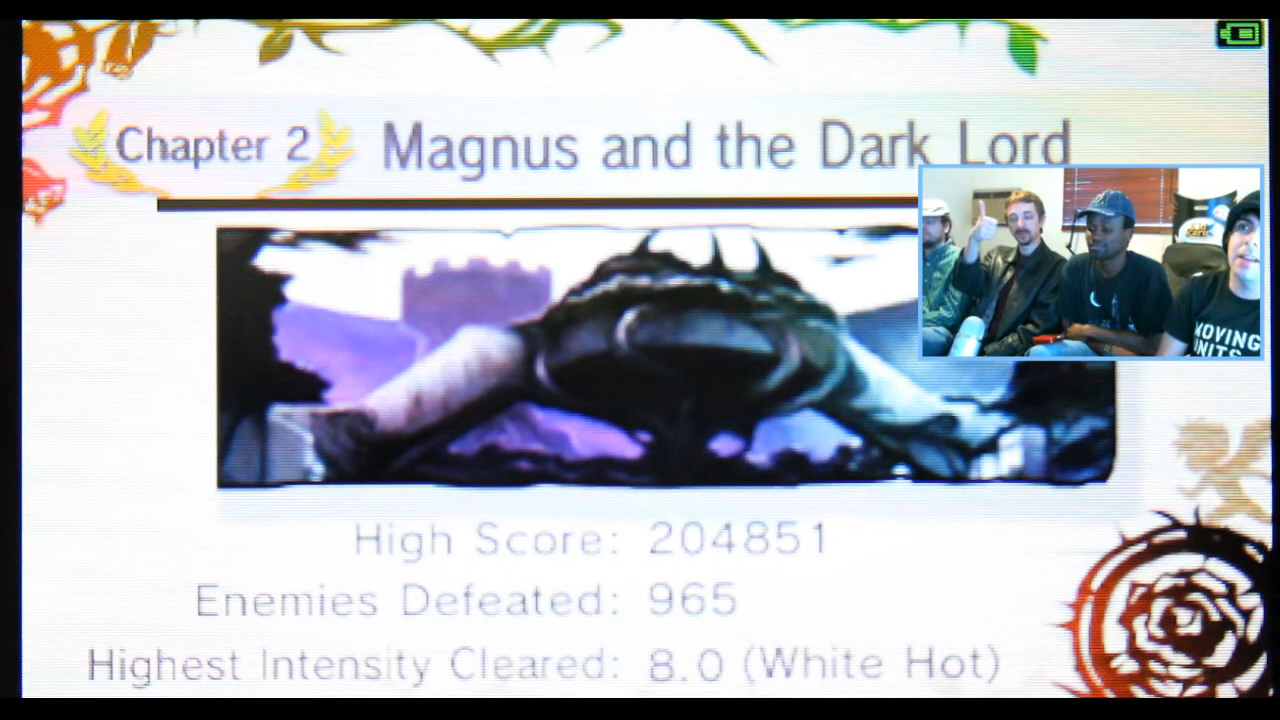 Chapter 2
Magnus and the Dark Lord
High Score: 204851
Enemies Defeated: 965
Highest Intensity Cleared: 8.0 (White Hot)
MOVING
UNITS